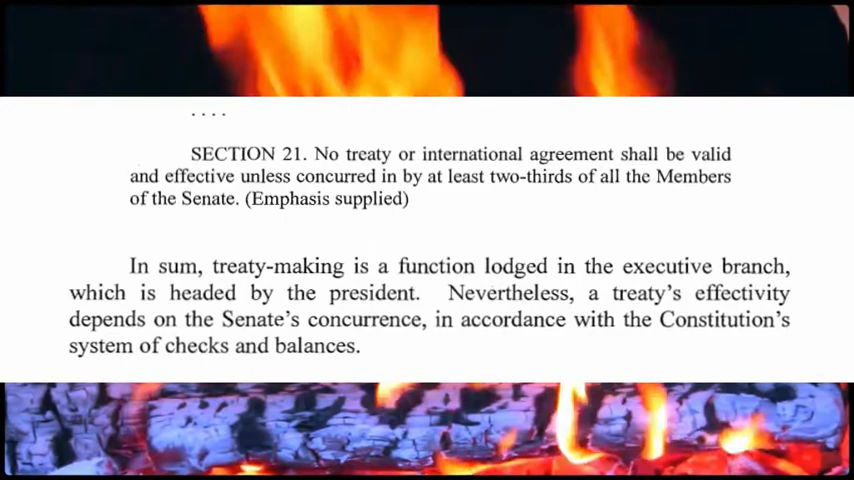 . . . .
SECTION 21. No treaty or international agreement shall be valid
and effective unless concurred in by at least two-thirds of all the Members
of the Senate. (Emphasis supplied)
In sum, treaty-making is a function lodged in the executive branch,
which is headed by the president. Nevertheless, a treaty's effectivity
depends on the Senate's concurrence, in accordance with the Constitution's
system of checks and balances.